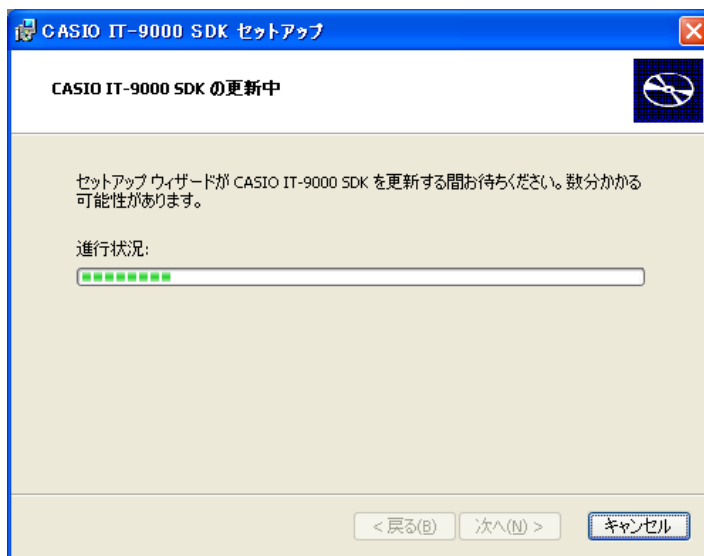 CASIO IT-9000 SDK セットアップ
CASIO IT-9000 SDK の更新中
セットアップ ウィザードが CASIO IT-9000 SDK を更新する間お待ちください。数分かかる
可能性があります。
進行状況:
< 戻る(B) 次へ(N) > キャンセル